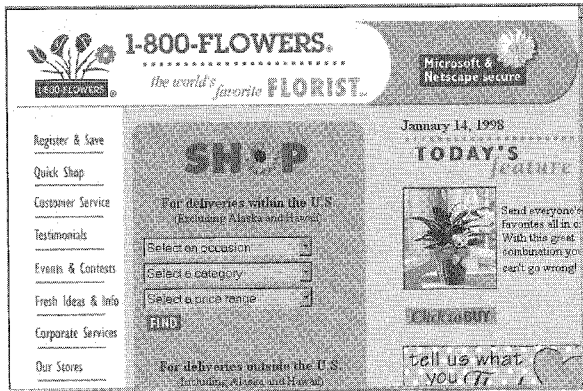 1-800-FLOWERS®
1-800-FLOWERS®
the world's favorite FLORIST℠
Microsoft &
Netscape secure
Register & Save
Quick Shop
Customer Service
Testimonials
Events & Contests
Fresh Ideas & Info
Corporate Services
Our Stores
SHOP
For deliveries within the U.S.
(Excluding Alaska and Hawaii)
Select an occasion
Select a category
Select a price range
FIND
For deliveries outside the U.S.
(Including Alaska and Hawaii)
January 14, 1998
TODAY'S
feature
Send everyone's
favorites all in
With this great
combination you
can't go wrong!
Click to BUY
tell us what
you